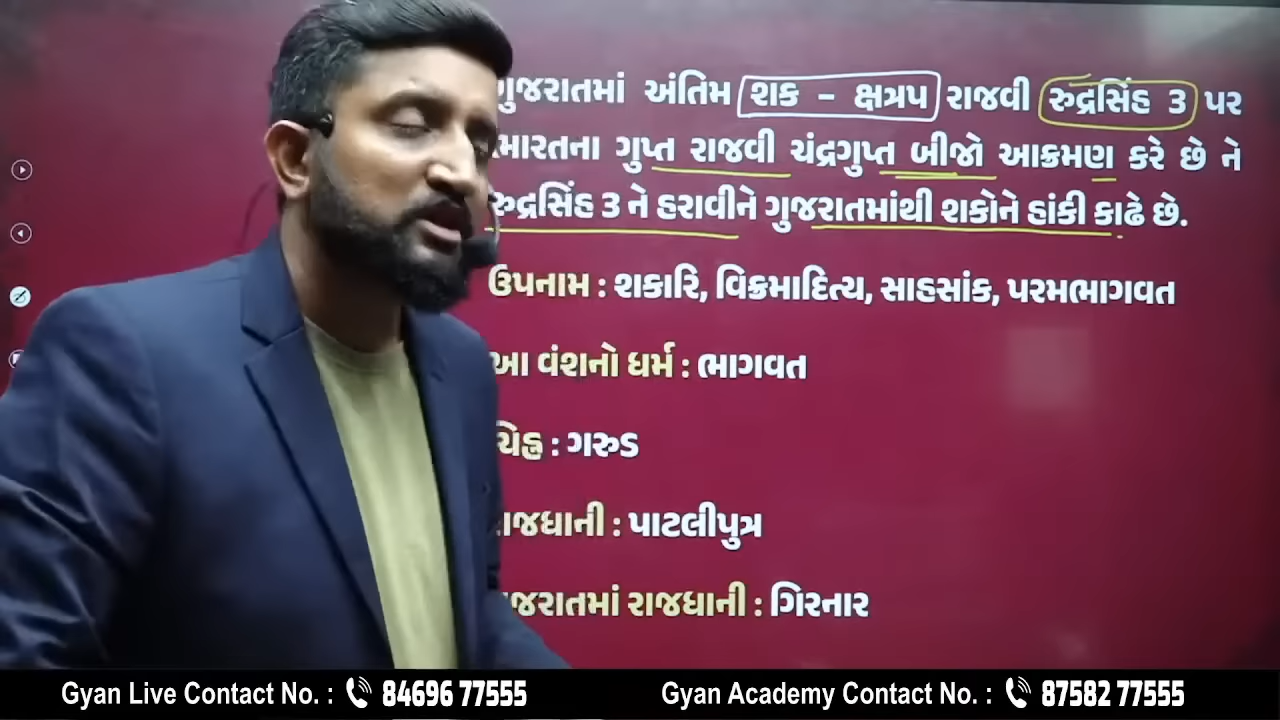 ગુજરાતમાં અંતિમ શક – ક્ષત્રપ રાજવી રુદ્રસિંહ 3 પર
ભારતના ગુપ્ત રાજવી ચંદ્રગુપ્ત બીજો આક્રમણ કરે છે ને
રુદ્રસિંહ 3 ને હરાવીને ગુજરાતમાંથી શકોને હાંકી કાઢે છે.
ઉપનામ : શકારિ, વિક્રમાદિત્ય, સાહસાંક, પરમભાગવત
આ વંશનો ધર્મ : ભાગવત
ચિહ્ન : ગરુડ
રાજધાની : પાટલીપુત્ર
ગુજરાતમાં રાજધાની : ગિરનાર
Gyan Live Contact No. : 84696 77555
Gyan Academy Contact No. : 87582 77555